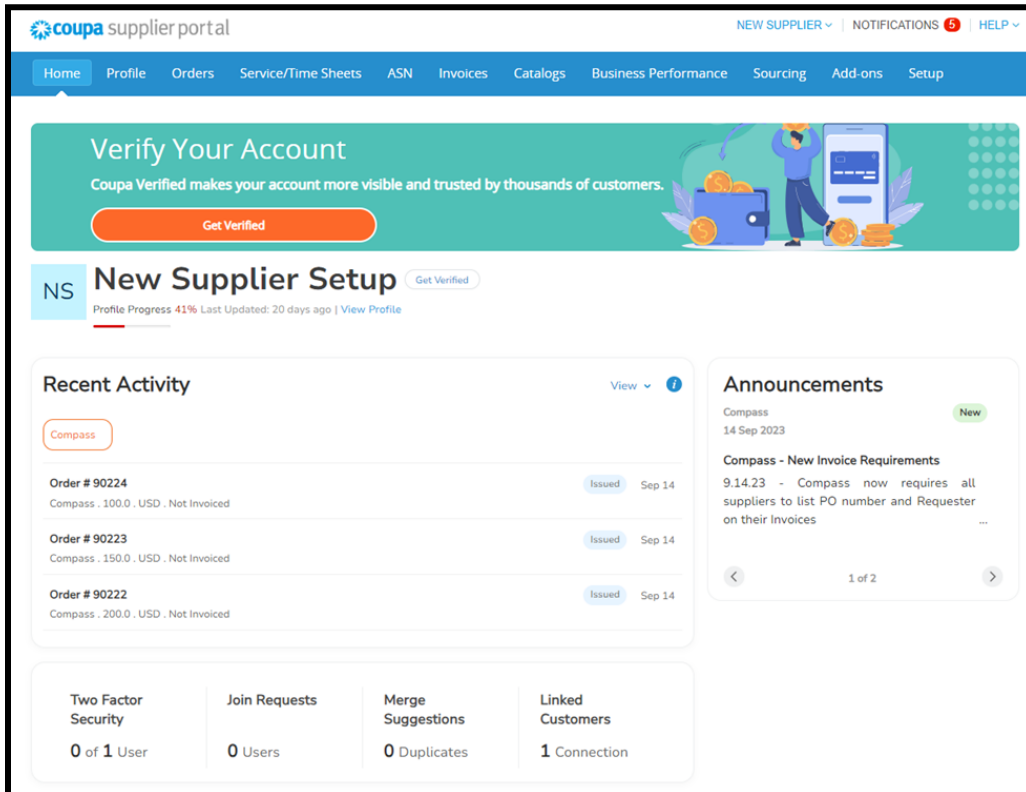 coupa supplier portal
NEW SUPPLIER NOTIFICATIONS 5 HELP
Home Profile Orders Service/Time Sheets ASN Invoices Catalogs Business Performance Sourcing Add-ons Setup
Verify Your Account
Coupa Verified makes your account more visible and trusted by thousands of customers.
Get Verified
NS
New Supplier Setup Get Verified
Profile Progress 41% Last Updated: 20 days ago | View Profile
Recent Activity View i
Compass
Order # 90224 Issued Sep 14
Compass . 100.0 . USD . Not Invoiced
Order # 90223 Issued Sep 14
Compass . 150.0 . USD . Not Invoiced
Order # 90222 Issued Sep 14
Compass . 200.0 . USD . Not Invoiced
Announcements
Compass New
14 Sep 2023
Compass - New Invoice Requirements
9.14.23 - Compass now requires all
suppliers to list PO number and Requester
on their Invoices ...
1 of 2
Two Factor
Security
0 of 1 User
Join Requests
0 Users
Merge
Suggestions
0 Duplicates
Linked
Customers
1 Connection